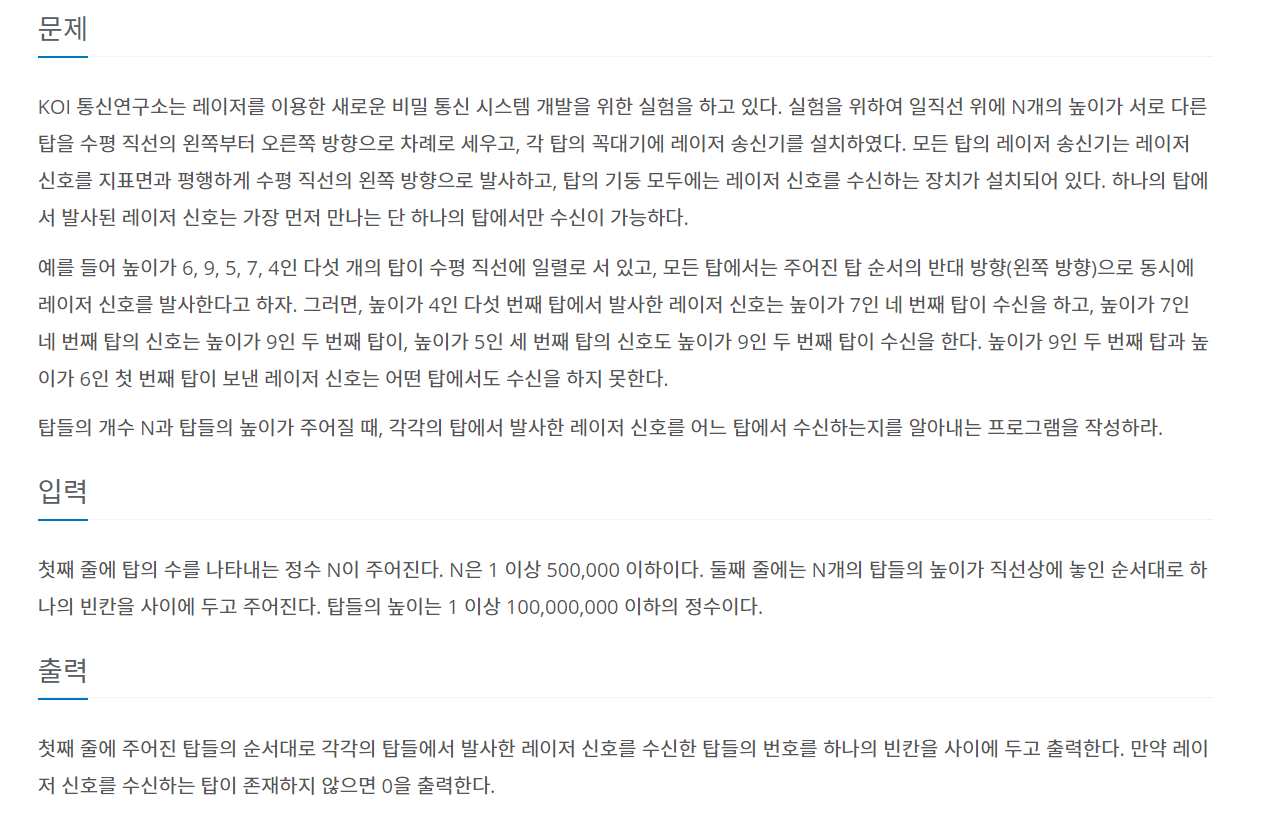 문제
KOI 통신연구소는 레이저를 이용한 새로운 비밀 통신 시스템 개발을 위한 실험을 하고 있다. 실험을 위하여 일직선 위에 N개의 높이가 서로 다른
탑을 수평 직선의 왼쪽부터 오른쪽 방향으로 차례로 세우고, 각 탑의 꼭대기에 레이저 송신기를 설치하였다. 모든 탑의 레이저 송신기는 레이저
신호를 지표면과 평행하게 수평 직선의 왼쪽 방향으로 발사하고, 탑의 기둥 모두에는 레이저 신호를 수신하는 장치가 설치되어 있다. 하나의 탑에
서 발사된 레이저 신호는 가장 먼저 만나는 단 하나의 탑에서만 수신이 가능하다.
예를 들어 높이가 6, 9, 5, 7, 4인 다섯 개의 탑이 수평 직선에 일렬로 서 있고, 모든 탑에서는 주어진 탑 순서의 반대 방향(왼쪽 방향)으로 동시에
레이저 신호를 발사한다고 하자. 그러면, 높이가 4인 다섯 번째 탑에서 발사한 레이저 신호는 높이가 7인 네 번째 탑이 수신을 하고, 높이가 7인
네 번째 탑의 신호는 높이가 9인 두 번째 탑이, 높이가 5인 세 번째 탑의 신호도 높이가 9인 두 번째 탑이 수신을 한다. 높이가 9인 두 번째 탑과 높
이가 6인 첫 번째 탑이 보낸 레이저 신호는 어떤 탑에서도 수신을 하지 못한다.
탑들의 개수 N과 탑들의 높이가 주어질 때, 각각의 탑에서 발사한 레이저 신호를 어느 탑에서 수신하는지를 알아내는 프로그램을 작성하라.
입력
첫째 줄에 탑의 수를 나타내는 정수 N이 주어진다. N은 1 이상 500,000 이하이다. 둘째 줄에는 N개의 탑들의 높이가 직선상에 놓인 순서대로 하
나의 빈칸을 사이에 두고 주어진다. 탑들의 높이는 1 이상 100,000,000 이하의 정수이다.
출력
첫째 줄에 주어진 탑들의 순서대로 각각의 탑들에서 발사한 레이저 신호를 수신한 탑들의 번호를 하나의 빈칸을 사이에 두고 출력한다. 만약 레이
저 신호를 수신하는 탑이 존재하지 않으면 0을 출력한다.